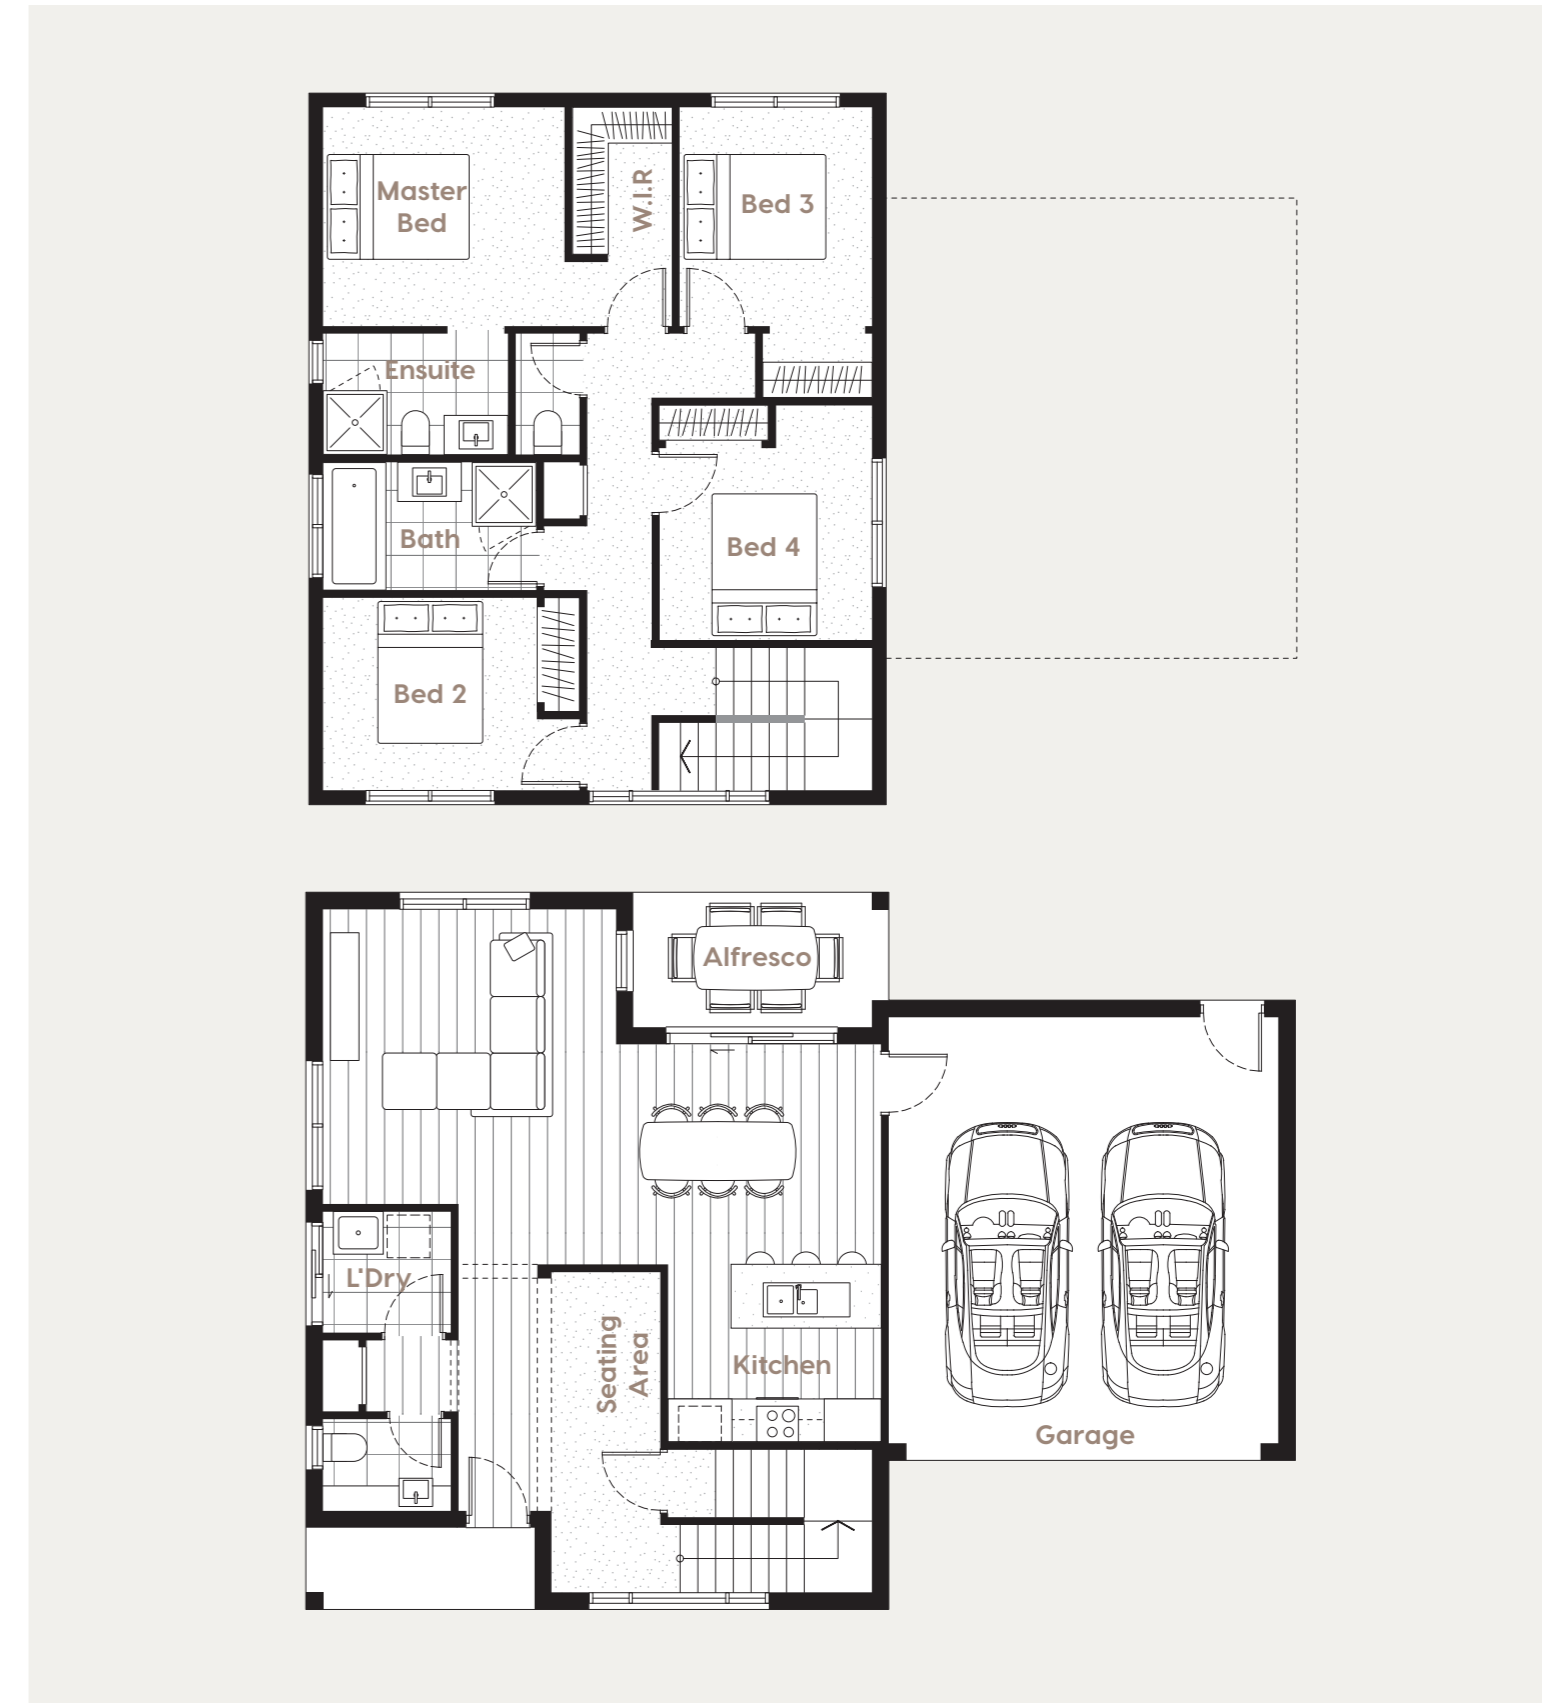 Master
Bed
W.I.R
Bed 3
Ensuite
Bath
Bed 4
Bed 2
Alfresco
L'Dry
Seating
Area
Kitchen
Garage